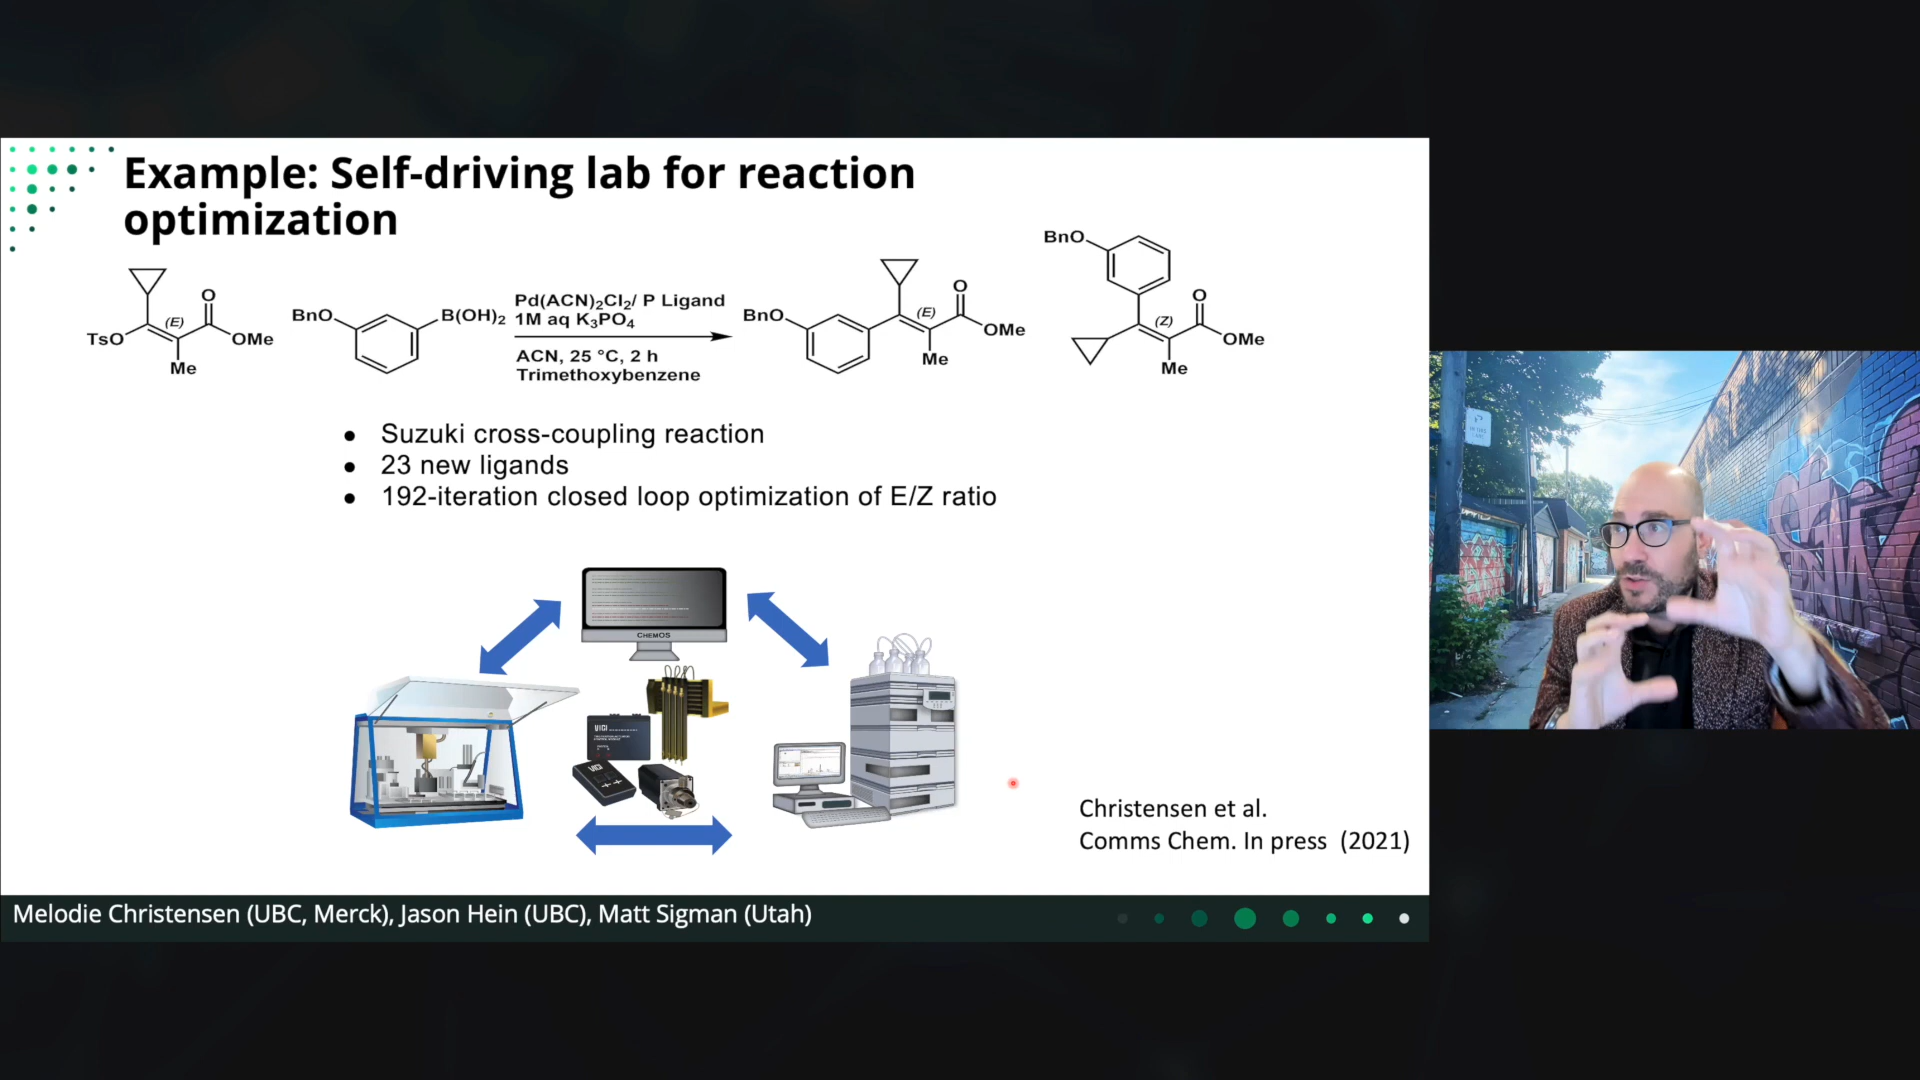 Example: Self-driving lab for reaction
optimization
TsO
(E)
O
OMe
Me
BnO
B(OH)₂
Pd(ACN)₂Cl₂/ P Ligand
1M aq K₃PO₄
ACN, 25 °C, 2 h
Trimethoxybenzene
BnO
(E)
O
OMe
Me
BnO
(Z)
O
OMe
Me
● Suzuki cross-coupling reaction
● 23 new ligands
● 192-iteration closed loop optimization of E/Z ratio
CHEMOS
VICI
VICI
Christensen et al.
Comms Chem. In press (2021)
Melodie Christensen (UBC, Merck), Jason Hein (UBC), Matt Sigman (Utah)